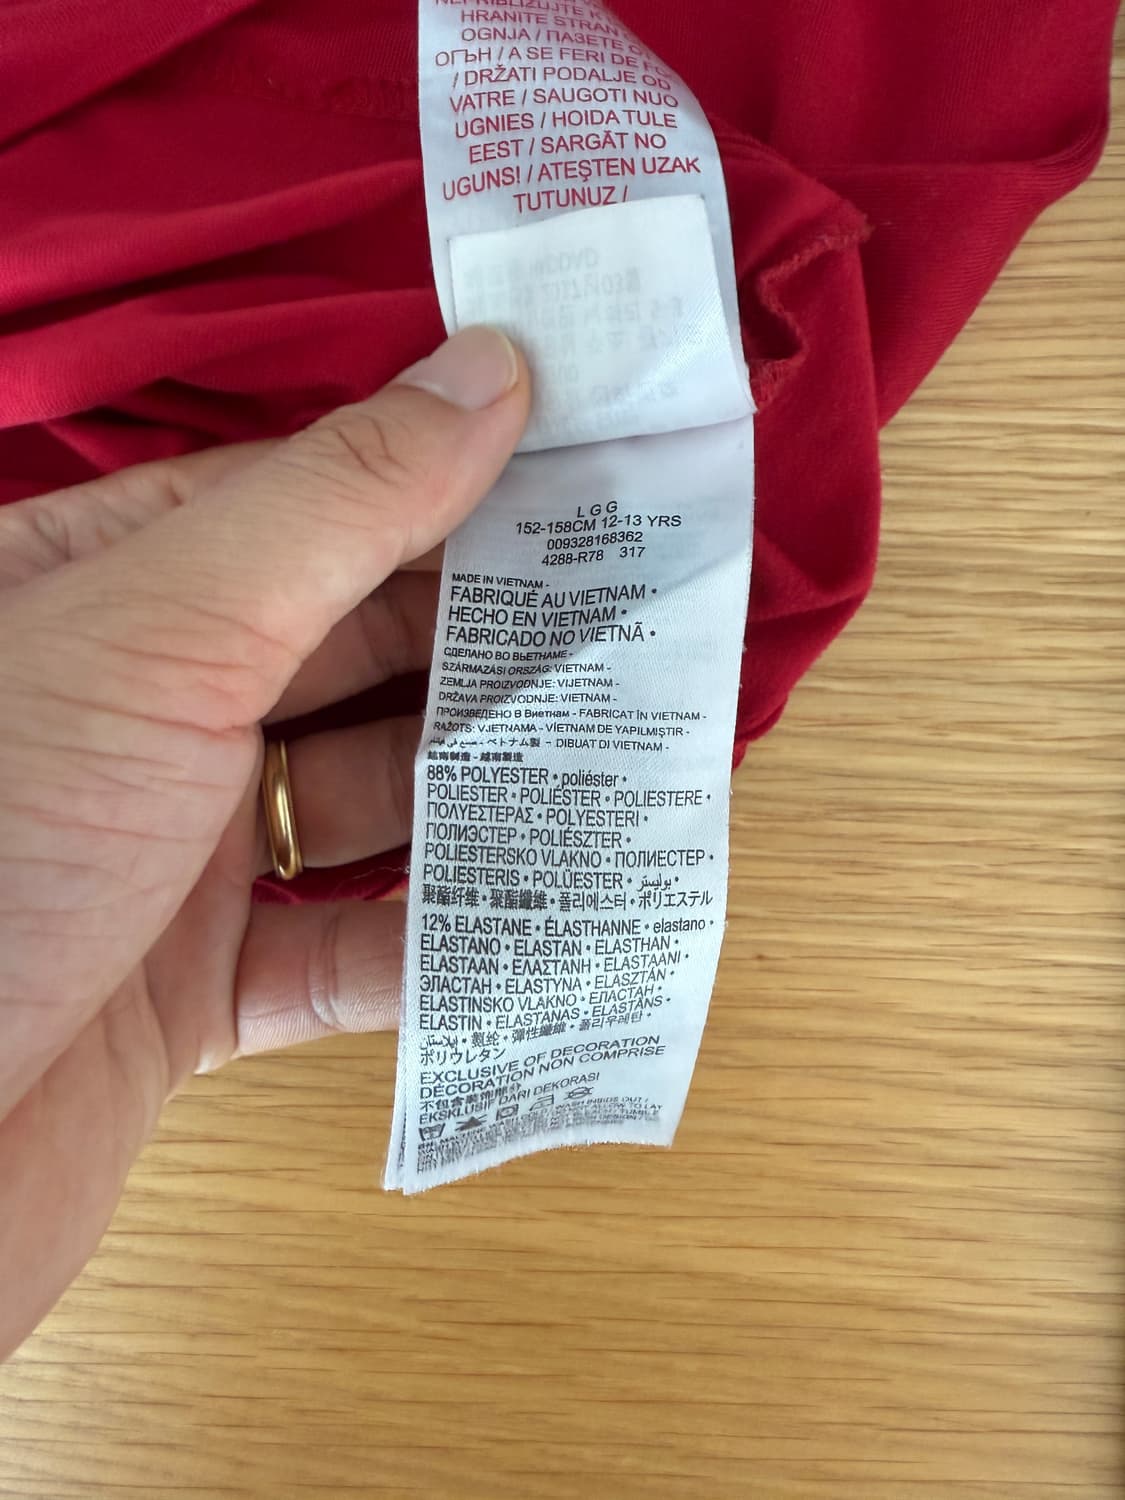 HRANITE STRAN
OGNJA / ПАЗЕТЕ
ОГЪН / A SE FERI DE
/ DRŽATI PODALJE OD
VATRE / SAUGOTI NUO
UGNIES / HOIDA TULE
EEST / SARGĀT NO
UGUNS! / ATEŞTEN UZAK
TUTUNUZ /
LGG
152-158CM 12-13 YRS
009328168362
4288-R78 317
MADE IN VIETNAM -
FABRIQUÉ AU VIETNAM •
HECHO EN VIETNAM •
FABRICADO NO VIETNÃ •
СДЕЛАНО ВО ВЬЕТНАМЕ -
SZÁRMAZÁSI ORSZÁG: VIETNAM -
ZEMLJA PROIZVODNJE: VIJETNAM -
DRŽAVA PROIZVODNJE: VIETNAM -
ПРОИЗВЕДЕНО В Виетнам - FABRICAT ÎN VIETNAM -
RAŽOTS: VJETNAMA - VİETNAM DE YAPILMIŞTIR -
ベトナム製 - DIBUAT DI VIETNAM -
越南制造 - 越南製造
88% POLYESTER • poliéster •
POLIESTER • POLIÉSTER • POLIESTERE •
ΠΟΛΥΕΣΤΕΡΑΣ • POLYESTERI •
ПОЛИЭСТЕР • POLIÉSZTER •
POLIESTERSKO VLAKNO • ПОЛИЕСТЕР •
POLIESTERIS • POLÜESTER • بوليستر •
聚酯纤维 • 聚酯纖維 • 폴리에스터 • ポリエステル
12% ELASTANE • ÉLASTHANNE • elastano •
ELASTANO • ELASTAN • ELASTHAN •
ELASTAAN • ΕΛΑΣΤΑΝΗ • ELASTAANI •
ЭЛАСТАН • ELASTYNA • ELASZTÁN •
ELASTINSKO VLAKNO • ЕЛАСТАН •
ELASTIN • ELASTANAS • ELASTĀNS •
إيلاستان • 氨纶 • 彈性纖維 • 폴리우레탄 •
ポリウレタン
EXCLUSIVE OF DECORATION
DÉCORATION NON COMPRISE
不包含装饰部分
EKSKLUSIF DARI DEKORASI